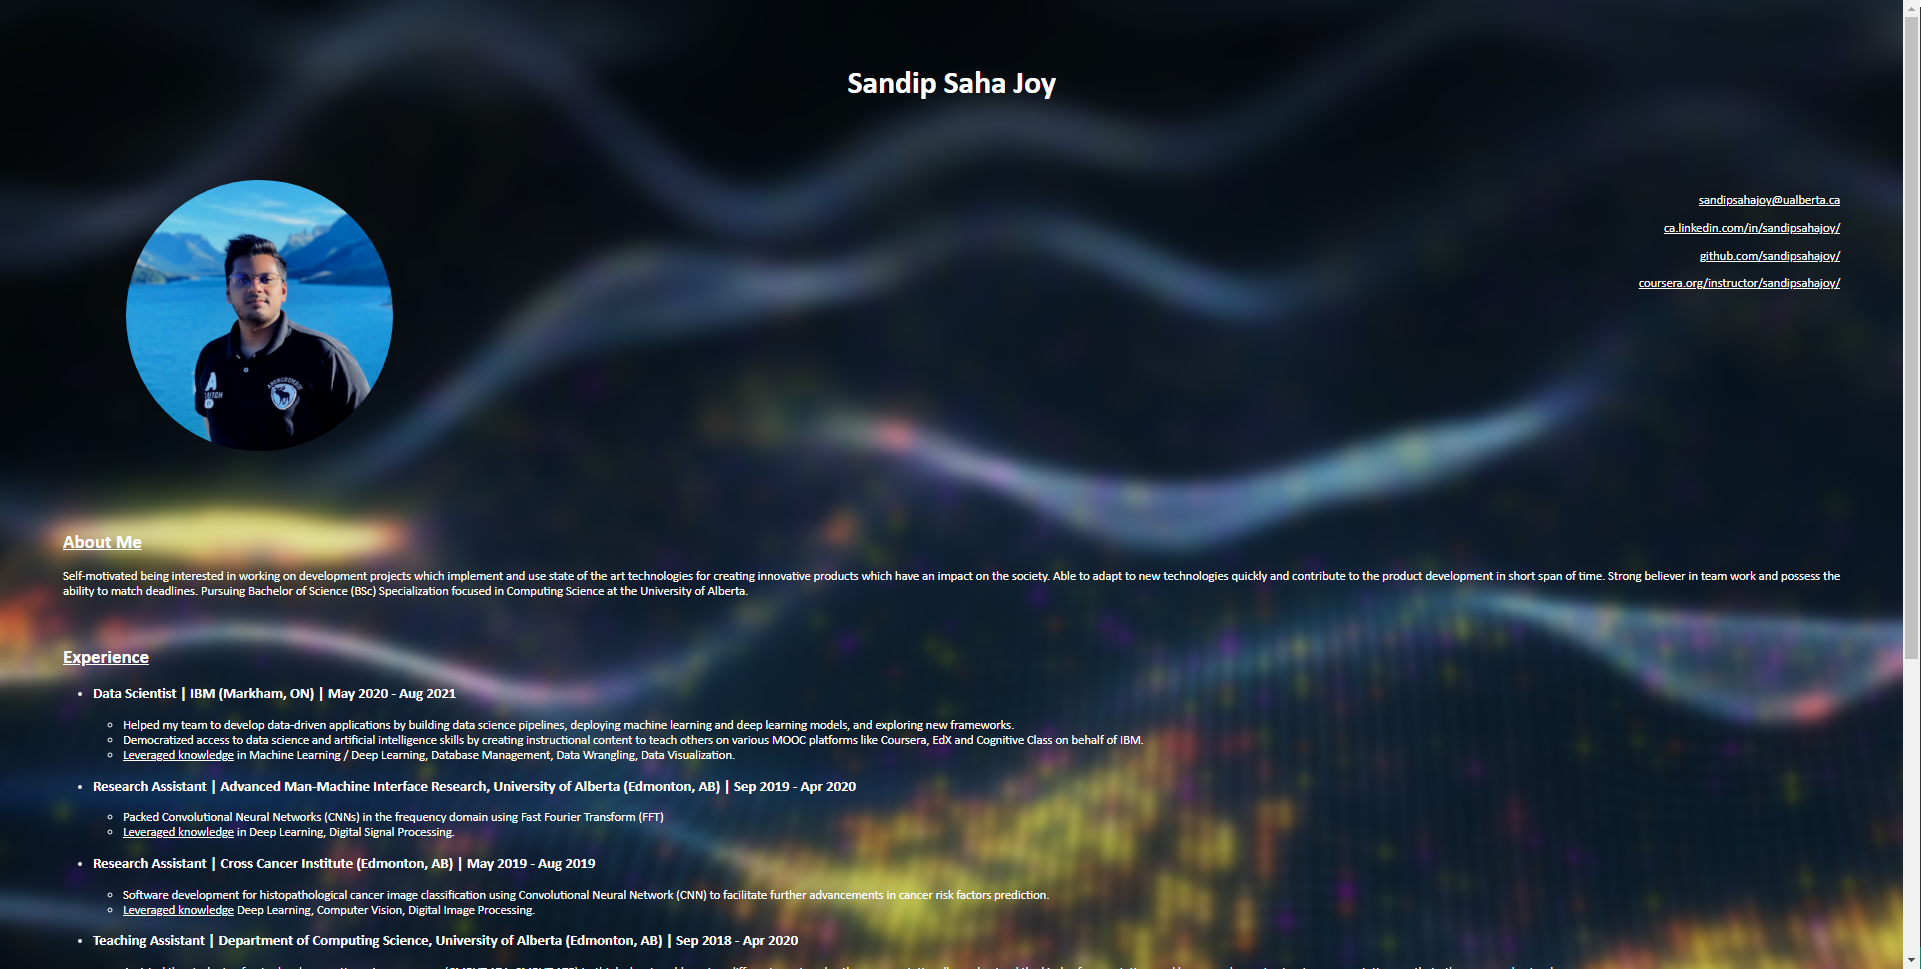 Sandip Saha Joy
sandipsahajoy@ualberta.ca
ca.linkedin.com/in/sandipsahajoy/
github.com/sandipsahajoy/
coursera.org/instructor/sandipsahajoy/
About Me
Self-motivated being interested in working on development projects which implement and use state of the art technologies for creating innovative products which have an impact on the society. Able to adapt to new technologies quickly and contribute to the product development in short span of time. Strong believer in team work and possess the
ability to match deadlines. Pursuing Bachelor of Science (BSc) Specialization focused in Computing Science at the University of Alberta.
Experience
• Data Scientist | IBM (Markham, ON) | May 2020 - Aug 2021
◦ Helped my team to develop data-driven applications by building data science pipelines, deploying machine learning and deep learning models, and exploring new frameworks.
◦ Democratized access to data science and artificial intelligence skills by creating instructional content to teach others on various MOOC platforms like Coursera, EdX and Cognitive Class on behalf of IBM.
◦ Leveraged knowledge in Machine Learning / Deep Learning, Database Management, Data Wrangling, Data Visualization.
• Research Assistant | Advanced Man-Machine Interface Research, University of Alberta (Edmonton, AB) | Sep 2019 - Apr 2020
◦ Packed Convolutional Neural Networks (CNNs) in the frequency domain using Fast Fourier Transform (FFT)
◦ Leveraged knowledge in Deep Learning, Digital Signal Processing.
• Research Assistant | Cross Cancer Institute (Edmonton, AB) | May 2019 - Aug 2019
◦ Software development for histopathological cancer image classification using Convolutional Neural Network (CNN) to facilitate further advancements in cancer risk factors prediction.
◦ Leveraged knowledge Deep Learning, Computer Vision, Digital Image Processing.
• Teaching Assistant | Department of Computing Science, University of Alberta (Edmonton, AB) | Sep 2018 - Apr 2020